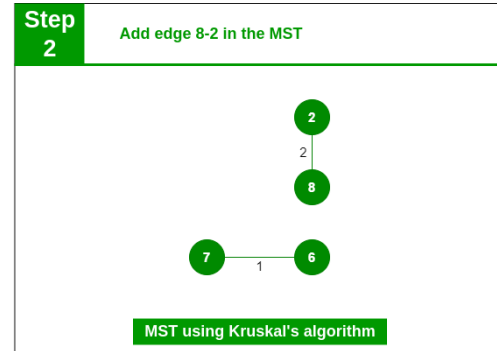 Step
2
Add edge 8-2 in the MST
2
2
8
7
1
6
MST using Kruskal's algorithm